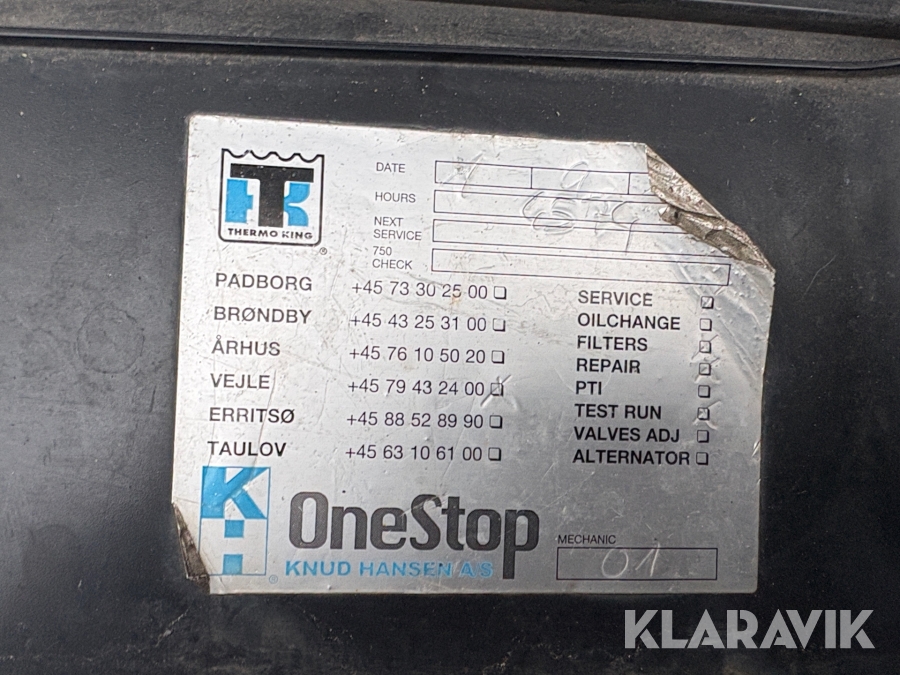 THERMO KING
®
DATE
HOURS
NEXT
SERVICE
750
CHECK
PADBORG +45 73 30 25 00
BRØNDBY +45 43 25 31 00
ÅRHUS +45 76 10 50 20
VEJLE +45 79 43 24 00
ERRITSØ +45 88 52 89 90
TAULOV +45 63 10 61 00
SERVICE
OILCHANGE
FILTERS
REPAIR
PTI
TEST RUN
VALVES ADJ
ALTERNATOR
OneStop
KNUD HANSEN A/S
®
MECHANIC
01
KLARAVIK